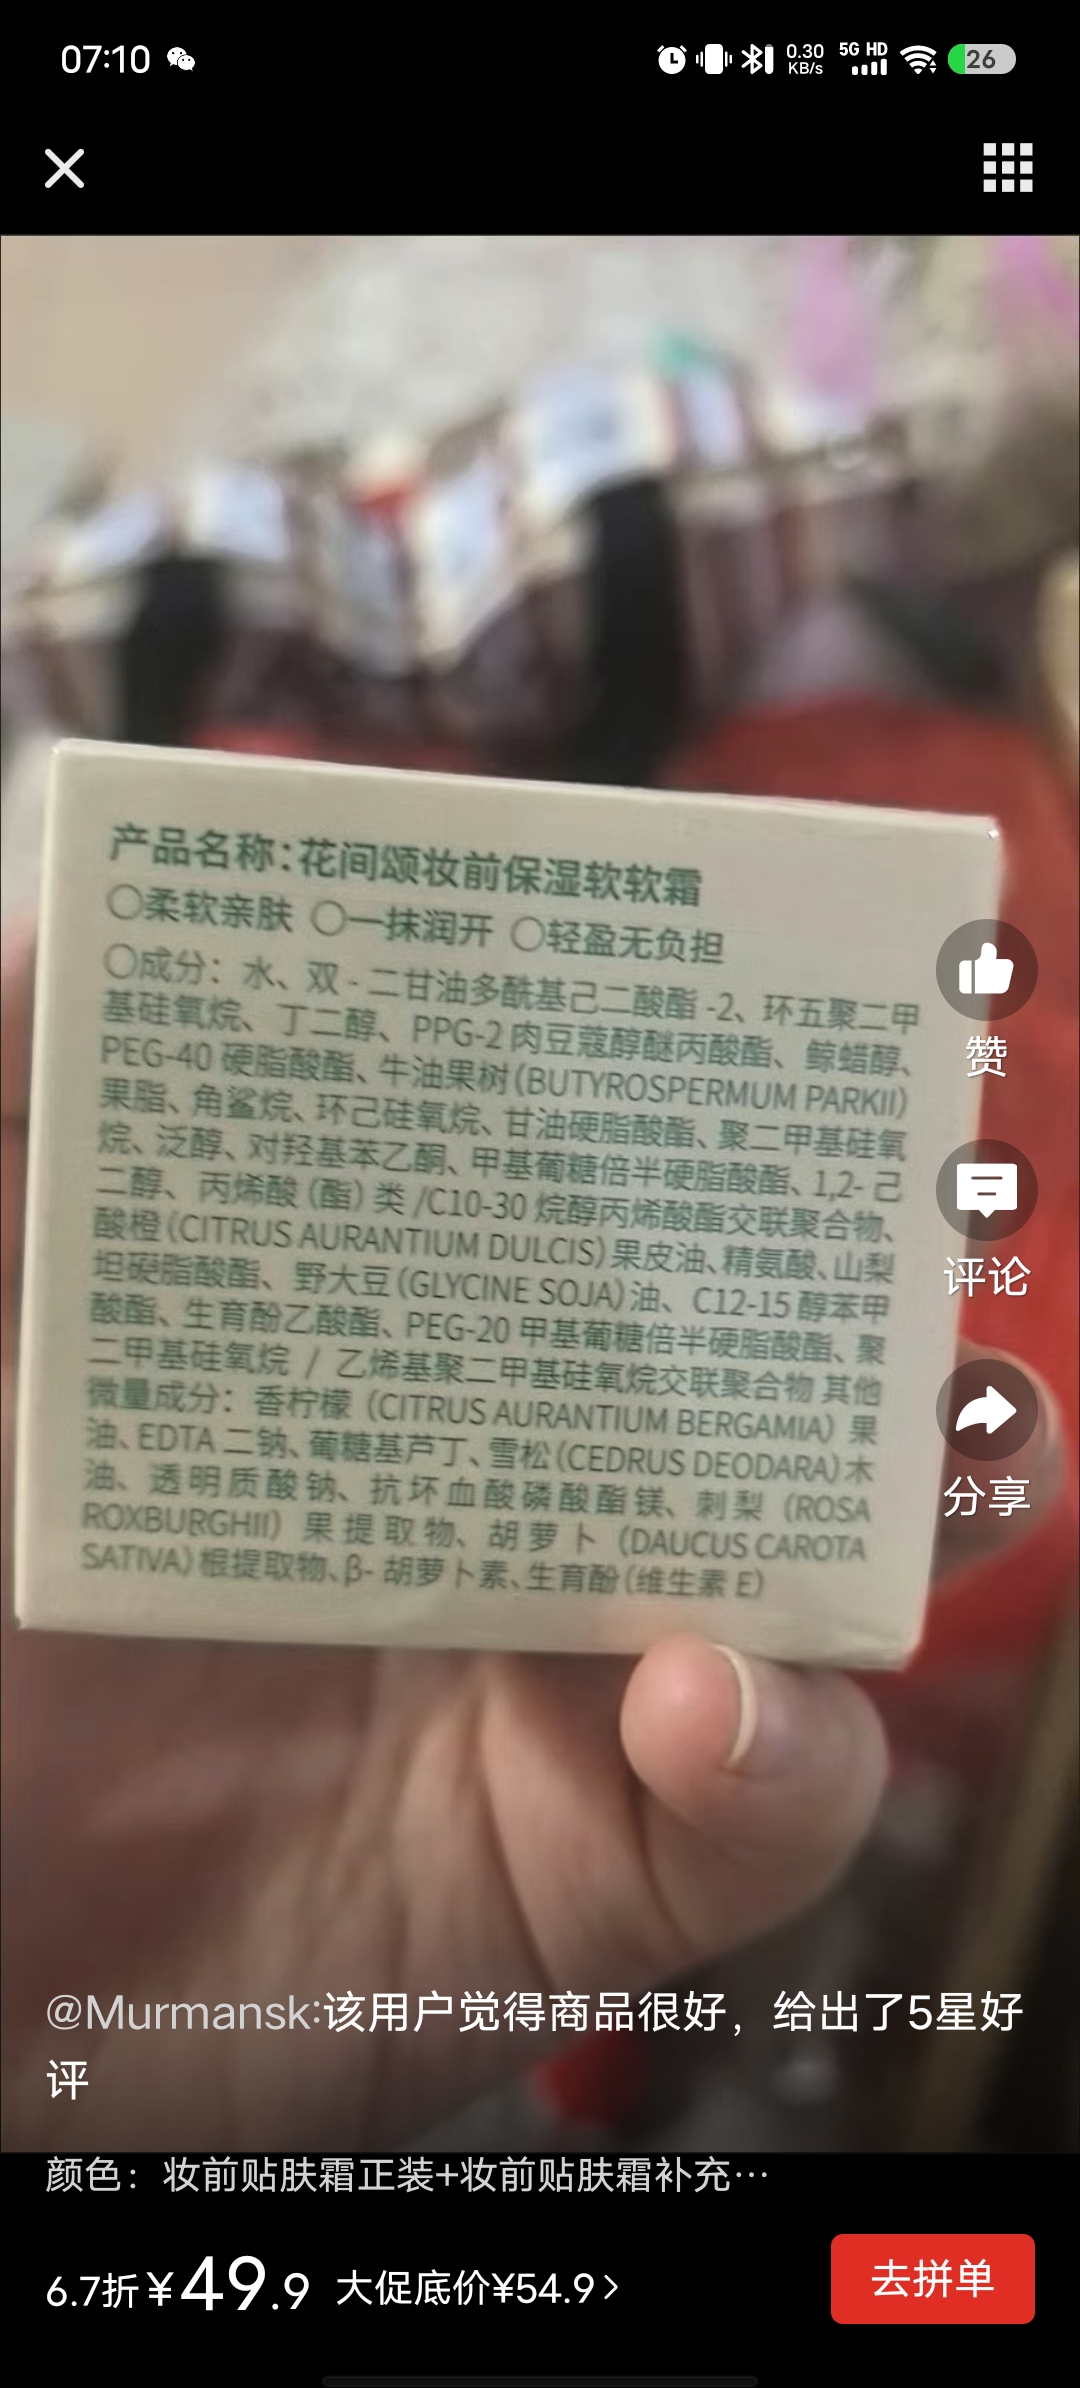 07:10
0.30 KB/s
5G HD
26
产品名称：花间颂妆前保湿软软霜
〇柔软亲肤 〇一抹润开 〇轻盈无负担
〇成分：水、双-二甘油多酰基己二酸酯-2、环五聚二甲
基硅氧烷、丁二醇、PPG-2 肉豆蔻醇醚丙酸酯、鲸蜡醇、
PEG-40 硬脂酸酯、牛油果树（BUTYROSPERMUM PARKII）
果脂、角鲨烷、环己硅氧烷、甘油硬脂酸酯、聚二甲基硅氧
烷、泛醇、对羟基苯乙酮、甲基葡糖倍半硬脂酸酯、1,2-己
二醇、丙烯酸（酯）类/C10-30 烷醇丙烯酸酯交联聚合物、
酸橙（CITRUS AURANTIUM DULCIS）果皮油、精氨酸、山梨
坦硬脂酸酯、野大豆（GLYCINE SOJA）油、C12-15 醇苯甲
酸酯、生育酚乙酸酯、PEG-20 甲基葡糖倍半硬脂酸酯、聚
二甲基硅氧烷 / 乙烯基聚二甲基硅氧烷交联聚合物 其他
微量成分：香柠檬（CITRUS AURANTIUM BERGAMIA）果
油、EDTA 二钠、葡糖基芦丁、雪松（CEDRUS DEODARA）木
油、透明质酸钠、抗坏血酸磷酸酯镁、刺梨（ROSA
ROXBURGHII）果提取物、胡萝卜（DAUCUS CAROTA
SATIVA）根提取物、β-胡萝卜素、生育酚（维生素 E）
赞
评论
分享
@Murmansk:该用户觉得商品很好，给出了5星好
评
颜色：妆前贴肤霜正装+妆前贴肤霜补充…
6.7折¥49.9 大促底价¥54.9>
去拼单